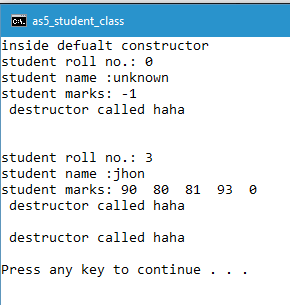 as5_student_class
inside defualt constructor
student roll no.: 0
student name :unknown
student marks: -1
 destructor called haha
student roll no.: 3
student name :jhon
student marks: 90  80  81  93  0
 destructor called haha
 destructor called haha
Press any key to continue . . .